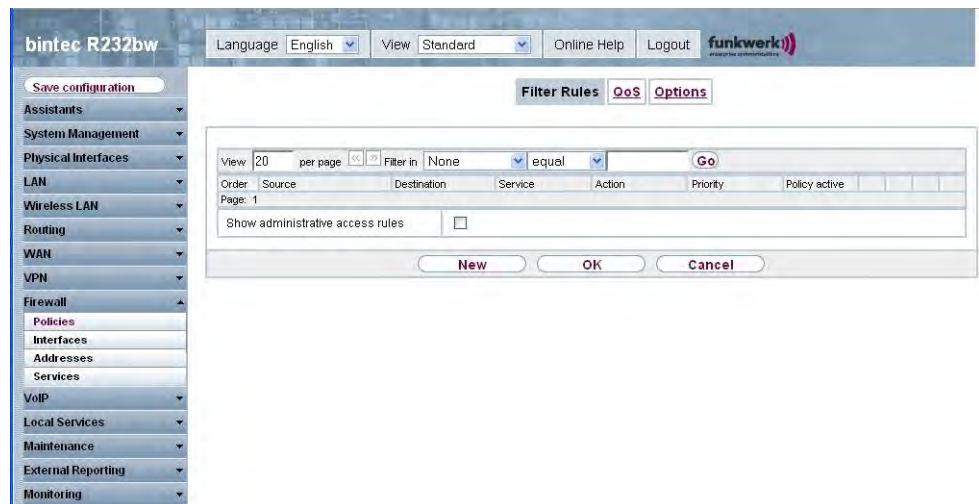 bintec R232bw
Language English View Standard Online Help Logout funkwerk
Save configuration
Assistants
System Management
Physical Interfaces
LAN
Wireless LAN
Routing
WAN
VPN
Firewall
Policies
Interfaces
Addresses
Services
VoIP
Local Services
Maintenance
External Reporting
Monitoring
Filter Rules QoS Options
View 20 per page << >> Filter in None equal Go
Order Source Destination Service Action Priority Policy active
Page: 1
Show administrative access rules
New OK Cancel